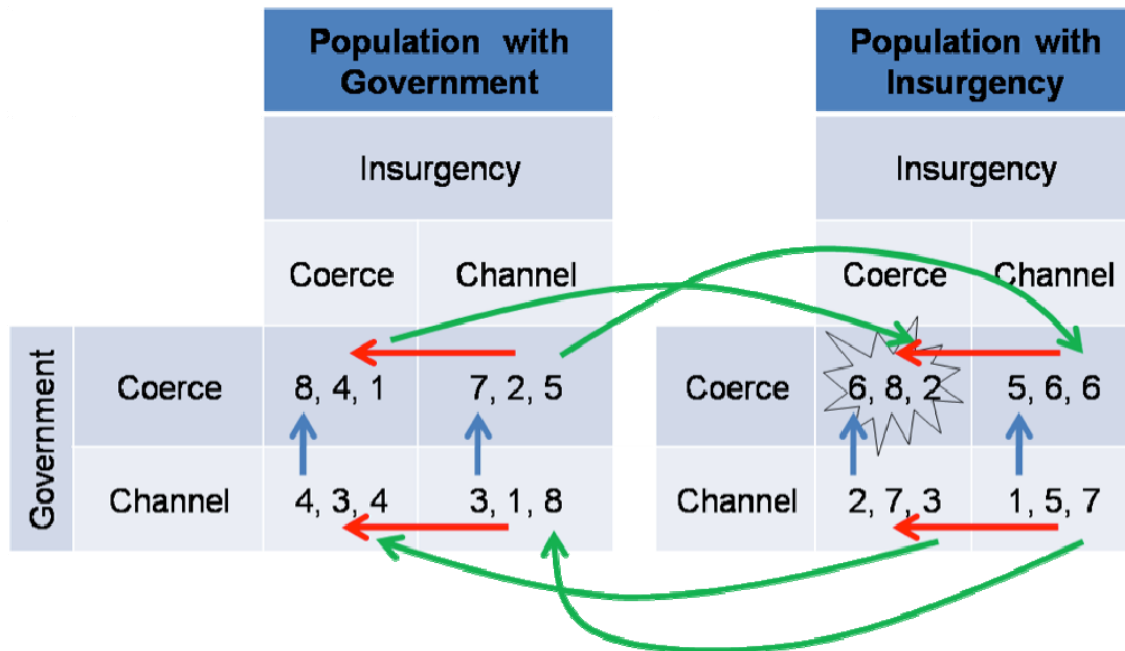 Population with
Government
Population with
Insurgency
Insurgency
Insurgency
Coerce
Channel
Coerce
Channel
Government
Coerce
8, 4, 1
7, 2, 5
Coerce
6, 8, 2
5, 6, 6
Channel
4, 3, 4
3, 1, 8
Channel
2, 7, 3
1, 5, 7